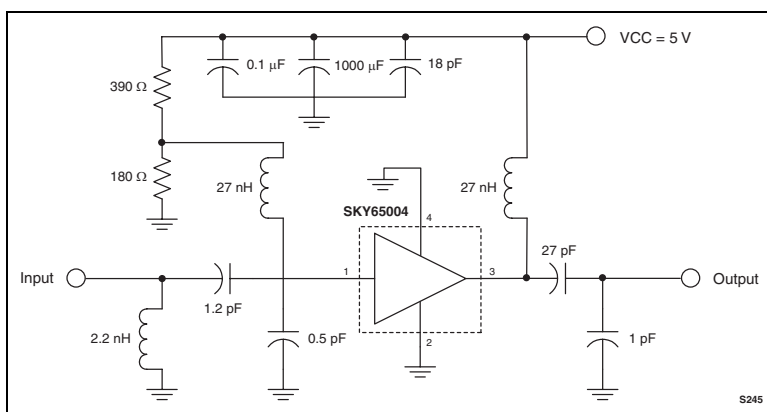 VCC = 5 V
0.1 μF
1000 μF
18 pF
390 Ω
180 Ω
27 nH
27 nH
SKY65004
4
27 pF
Input
1
3
Output
1.2 pF
2.2 nH
0.5 pF
2
1 pF
S245